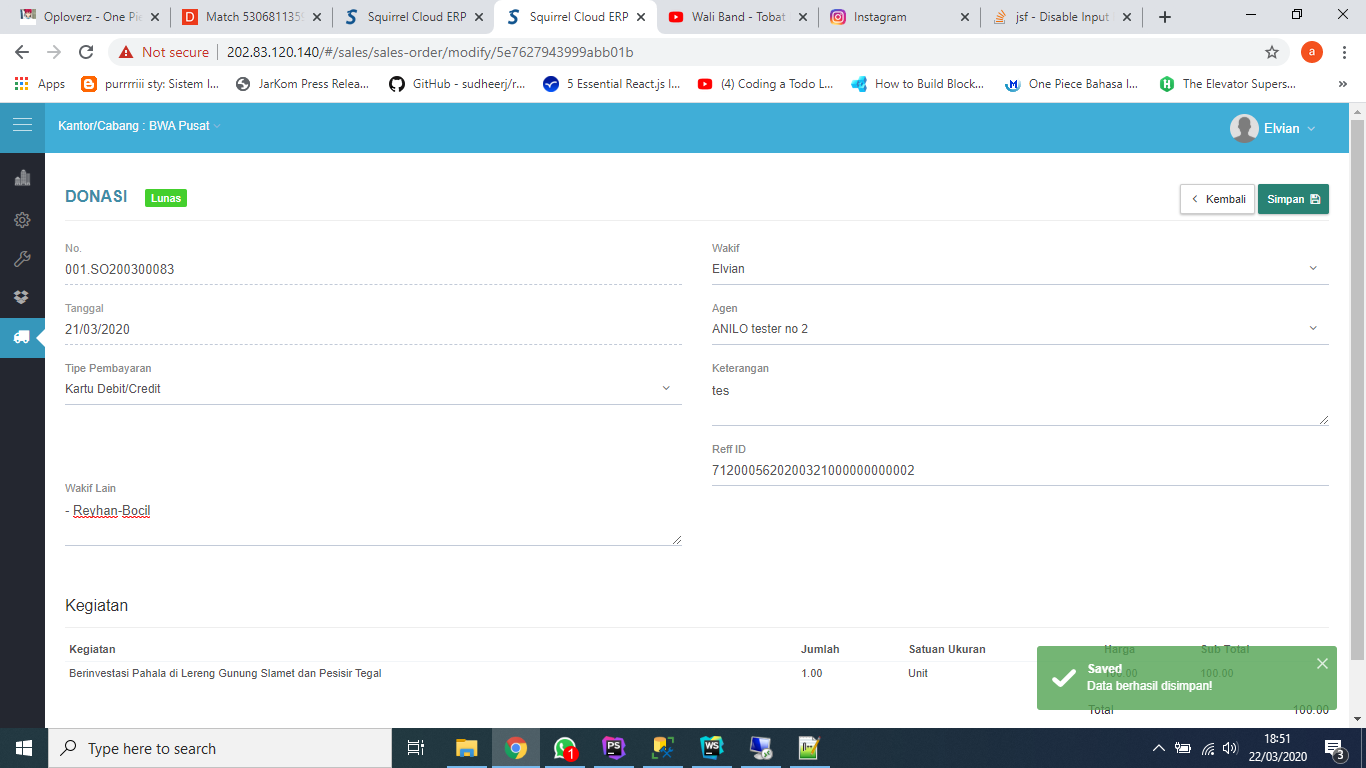 Oploverz - One Pi
Match 5306811359
Squirrel Cloud ERP
Squirrel Cloud ERP
Wali Band - Tobat
Instagram
jsf - Disable Input
Not secure
202.83.120.140/#/sales/sales-order/modify/5e7627943999abb01b
a
Apps
purrrriii sty: Sistem I...
JarKom Press Relea...
GitHub - sudheerj/r...
5 Essential React.js I...
(4) Coding a Todo L...
How to Build Block...
One Piece Bahasa I...
The Elevator Supers...
»
Kantor/Cabang : BWA Pusat
Elvian
DONASI
Lunas
Kembali
Simpan
No.
001.SO200300083
Wakif
Elvian
Tanggal
21/03/2020
Agen
ANILO tester no 2
Tipe Pembayaran
Kartu Debit/Credit
Keterangan
tes
Reff ID
7120005620200321000000000002
Wakif Lain
- Reyhan-Bocil
Kegiatan
Kegiatan Jumlah Satuan Ukuran Harga Sub Total
Berinvestasi Pahala di Lereng Gunung Slamet dan Pesisir Tegal 1.00 Unit 100.00 100.00
Saved
Data berhasil disimpan!
Total 100.00
Type here to search
1
PS
WS
18:51
22/03/2020
3